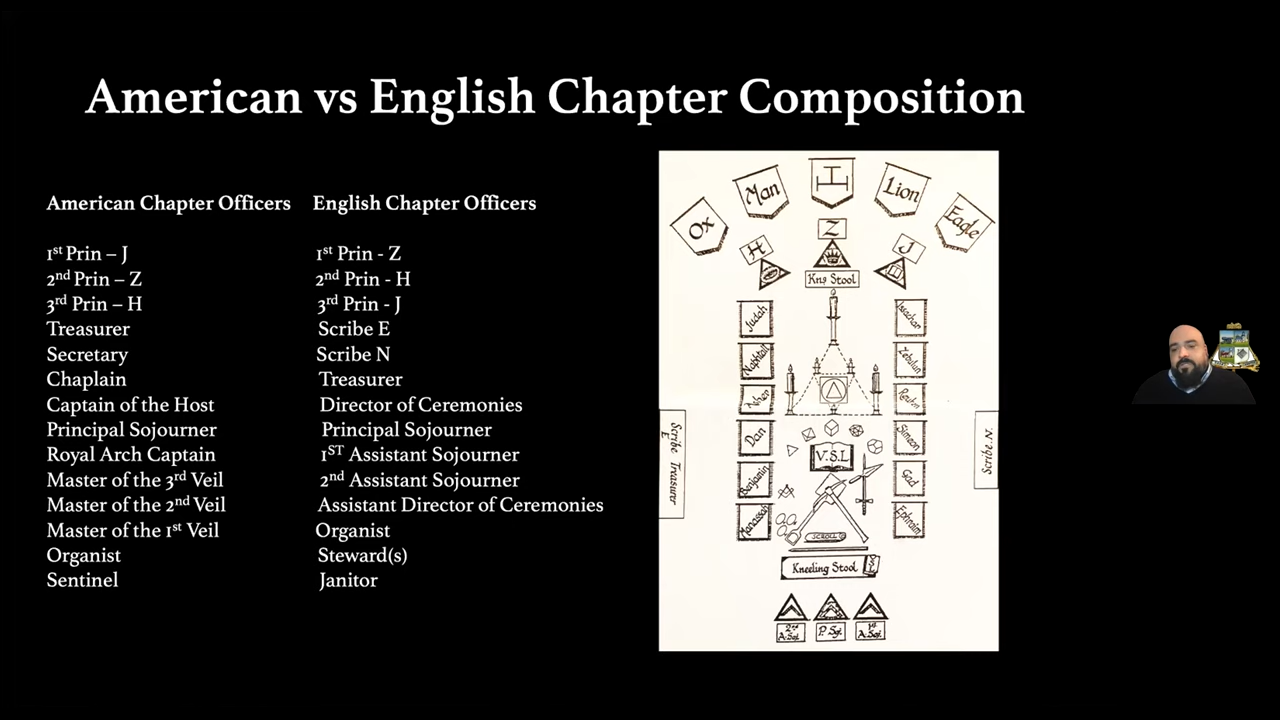 American vs English Chapter Composition
American Chapter Officers
1st Prin – J
2nd Prin – Z
3rd Prin – H
Treasurer
Secretary
Chaplain
Captain of the Host
Principal Sojourner
Royal Arch Captain
Master of the 3rd Veil
Master of the 2nd Veil
Master of the 1st Veil
Organist
Sentinel
English Chapter Officers
1st Prin - Z
2nd Prin - H
3rd Prin - J
Scribe E
Scribe N
Treasurer
Director of Ceremonies
Principal Sojourner
1ST Assistant Sojourner
2nd Assistant Sojourner
Assistant Director of Ceremonies
Organist
Steward(s)
Janitor
Ox
Man
Lion
Eagle
H
Z
J
Kng Stool
Judah
Naphtali
Asher
Dan
Benjamin
Manasseh
Issachar
Zebulun
Reubn
Simeon
Gad
Ephraim
Scribe E Treasurer
Scribe. N.
V.S.L
SCROLL
Kneeling Stool
V.S.L
2nd A.Soj.
P. Soj.
1st A.Soj.